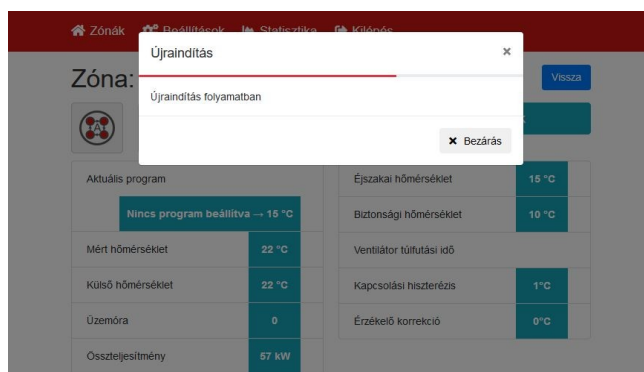 Zónák Beállítások Statisztika Kilépés
Újraindítás ×
Zóna:
Vissza
Újraindítás folyamatban
TAT
× Bezárás
Aktuális program
Nincs program beállítva → 15 °C
Mért hőmérséklet 22 °C
Külső hőmérséklet 22 °C
Üzemóra 0
Összteljesítmény 57 kW
Éjszakai hőmérséklet 15 °C
Biztonsági hőmérséklet 10 °C
Ventilátor túlfutási idő
Kapcsolási hiszterézis 1°C
Érzékelő korrekció 0°C